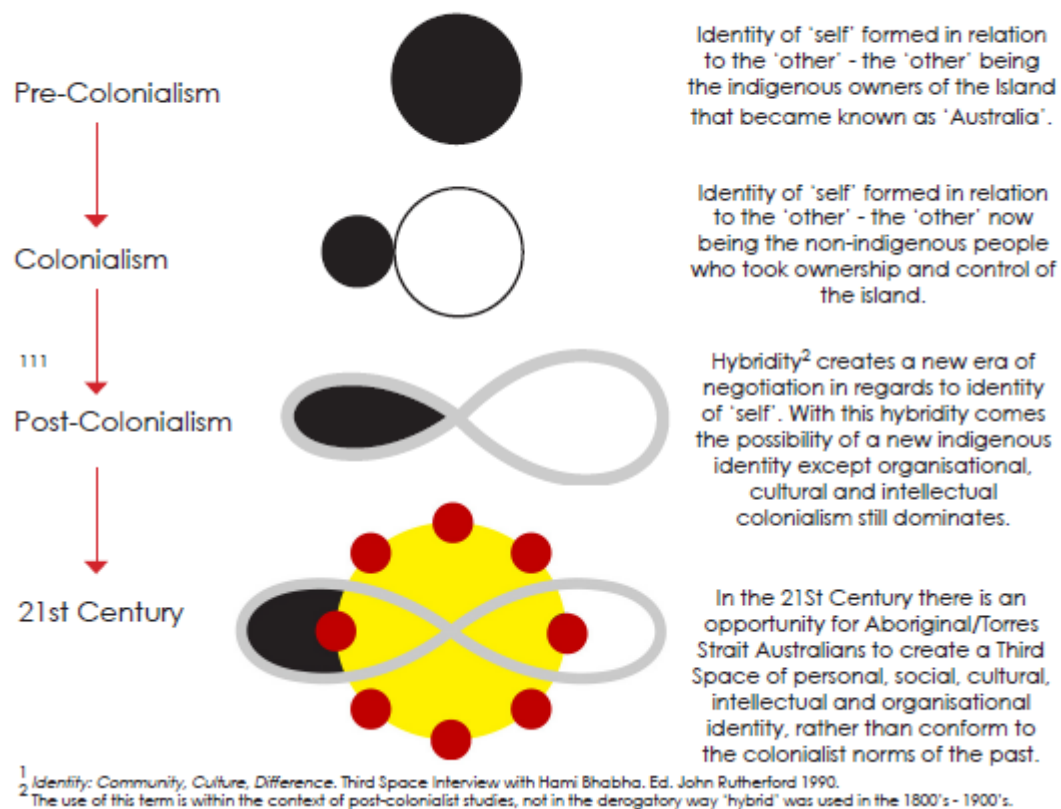 Pre-Colonialism
Identity of 'self' formed in relation
to the 'other' - the 'other' being
the indigenous owners of the Island
that became known as 'Australia'.
Colonialism
Identity of 'self' formed in relation
to the 'other' - the 'other' now
being the non-indigenous people
who took ownership and control of
the island.
111
Post-Colonialism
Hybridity² creates a new era of
negotiation in regards to identity
of 'self'. With this hybridity comes
the possibility of a new indigenous
identity except organisational,
cultural and intellectual
colonialism still dominates.
21st Century
In the 21St Century there is an
opportunity for Aboriginal/Torres
Strait Australians to create a Third
Space of personal, social, cultural,
intellectual and organisational
identity, rather than conform to
the colonialist norms of the past.
1 Identity: Community, Culture, Difference. Third Space Interview with Hami Bhabha. Ed. John Rutherford 1990.
2 The use of this term is within the context of post-colonialist studies, not in the derogatory way 'hybrid' was used in the 1800's - 1900's.